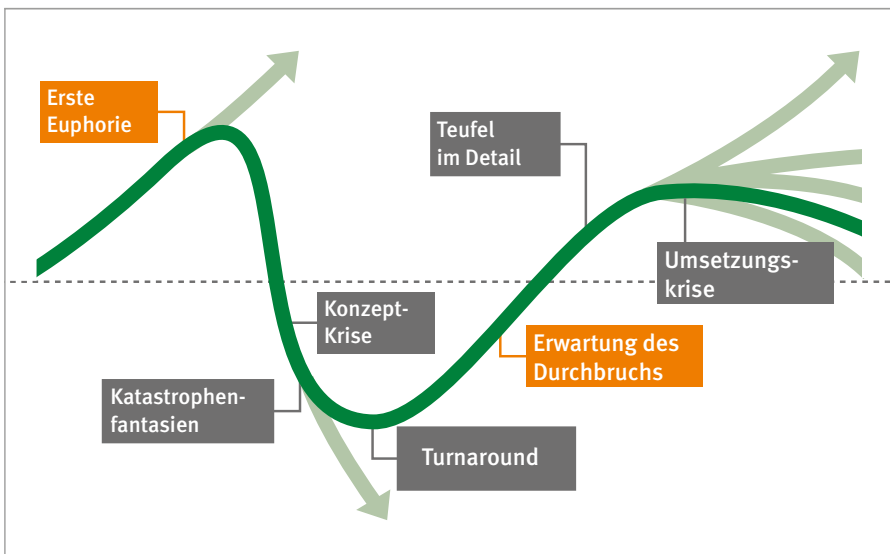 Erste
Euphorie
Teufel
im Detail
Umsetzungs-
krise
Konzept-
Krise
Erwartung des
Durchbruchs
Katastrophen-
fantasien
Turnaround